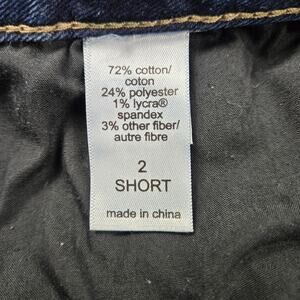 72% cotton/
coton
24% polyester
1% lycra®
spandex
3% other fiber/
autre fibre
2
SHORT
made in china